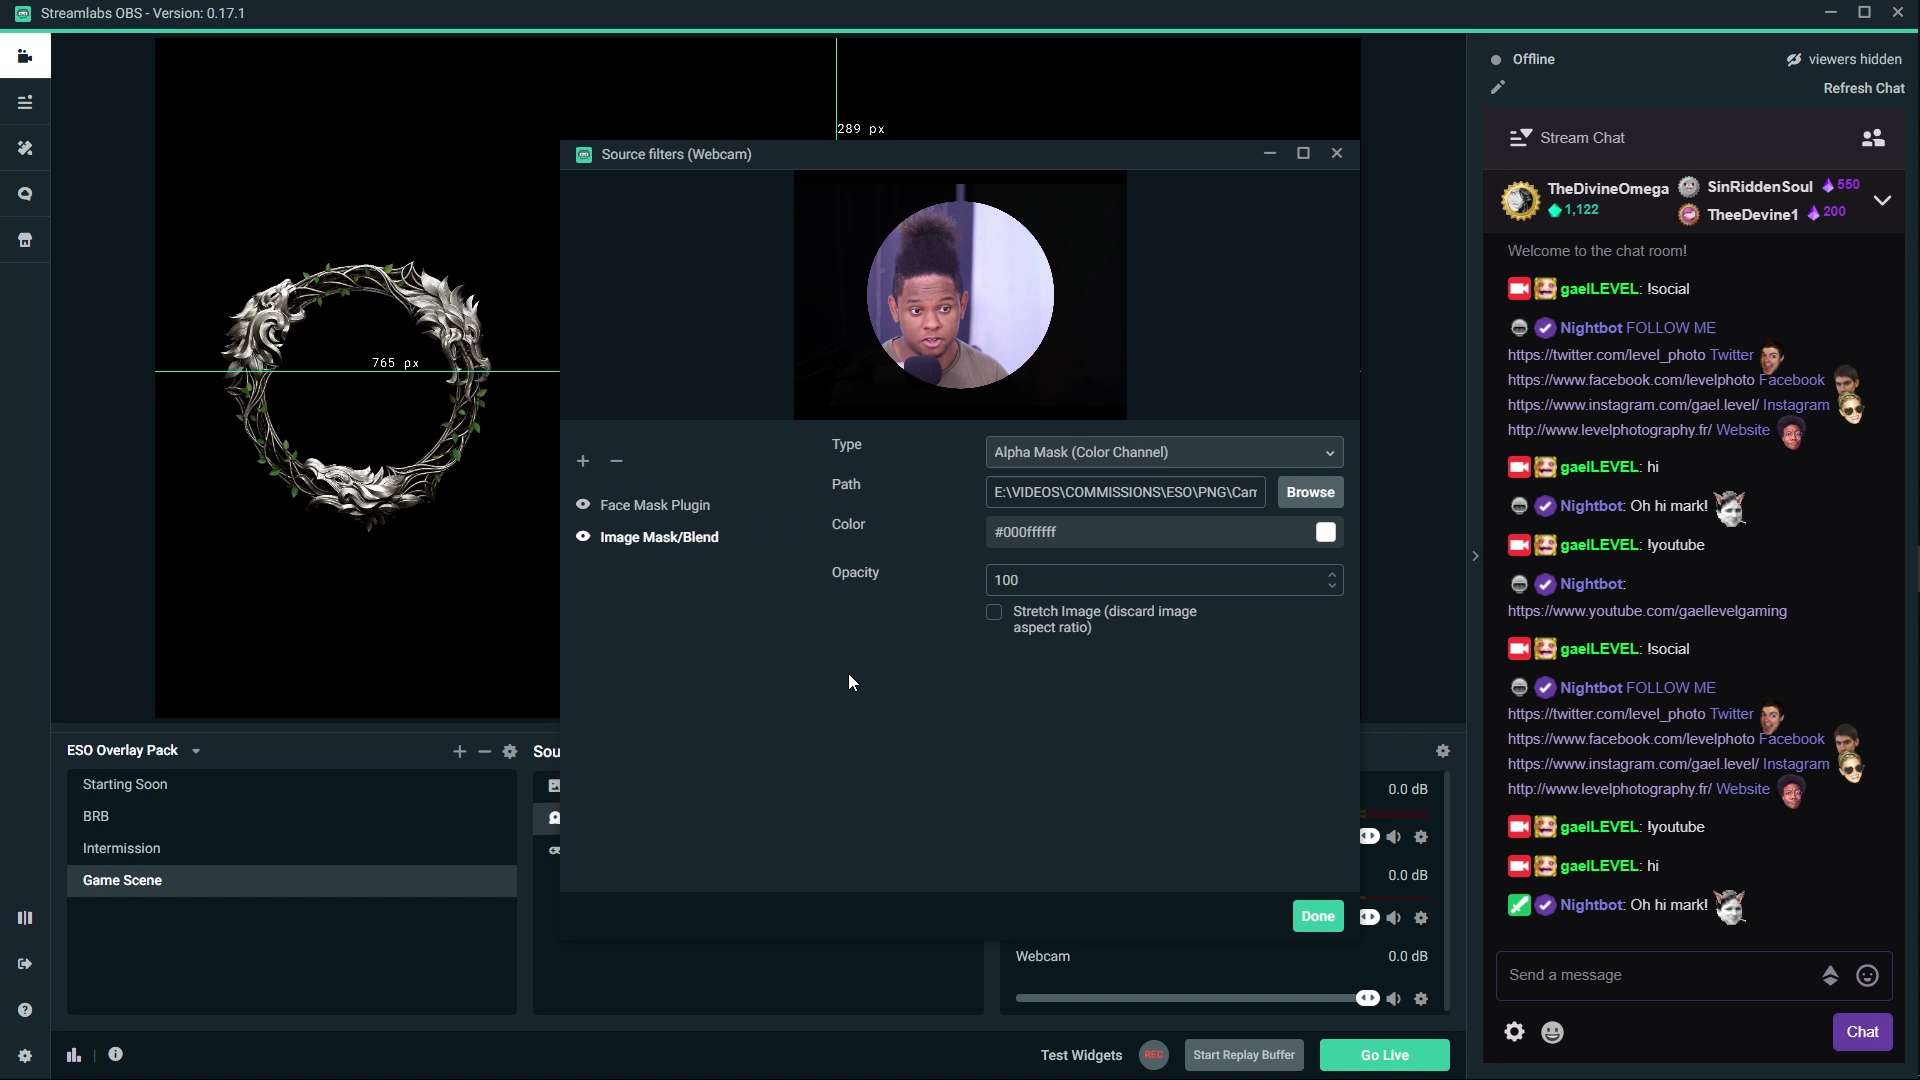 Streamlabs OBS - Version: 0.17.1
289 px
765 px
Source filters (Webcam)
Face Mask Plugin
Image Mask/Blend
Type
Alpha Mask (Color Channel)
Path
E:\VIDEOS\COMMISSIONS\ESO\PNG\Cam
Browse
Color
#000ffffff
Opacity
100
Stretch Image (discard image
aspect ratio)
Done
ESO Overlay Pack
Starting Soon
BRB
Intermission
Game Scene
Sou
0.0 dB
0.0 dB
Webcam
0.0 dB
Test Widgets
REC
Start Replay Buffer
Go Live
Offline
viewers hidden
Refresh Chat
Stream Chat
TheDivineOmega
1,122
SinRiddenSoul 550
TheeDevine1 200
Welcome to the chat room!
gaelLEVEL: !social
Nightbot FOLLOW ME
https://twitter.com/level_photo Twitter
https://www.facebook.com/levelphoto Facebook
https://www.instagram.com/gael.level/ Instagram
http://www.levelphotography.fr/ Website
gaelLEVEL: hi
Nightbot: Oh hi mark!
gaelLEVEL: !youtube
Nightbot:
https://www.youtube.com/gaellevelgaming
gaelLEVEL: !social
Nightbot FOLLOW ME
https://twitter.com/level_photo Twitter
https://www.facebook.com/levelphoto Facebook
https://www.instagram.com/gael.level/ Instagram
http://www.levelphotography.fr/ Website
gaelLEVEL: !youtube
gaelLEVEL: hi
Nightbot: Oh hi mark!
Send a message
Chat